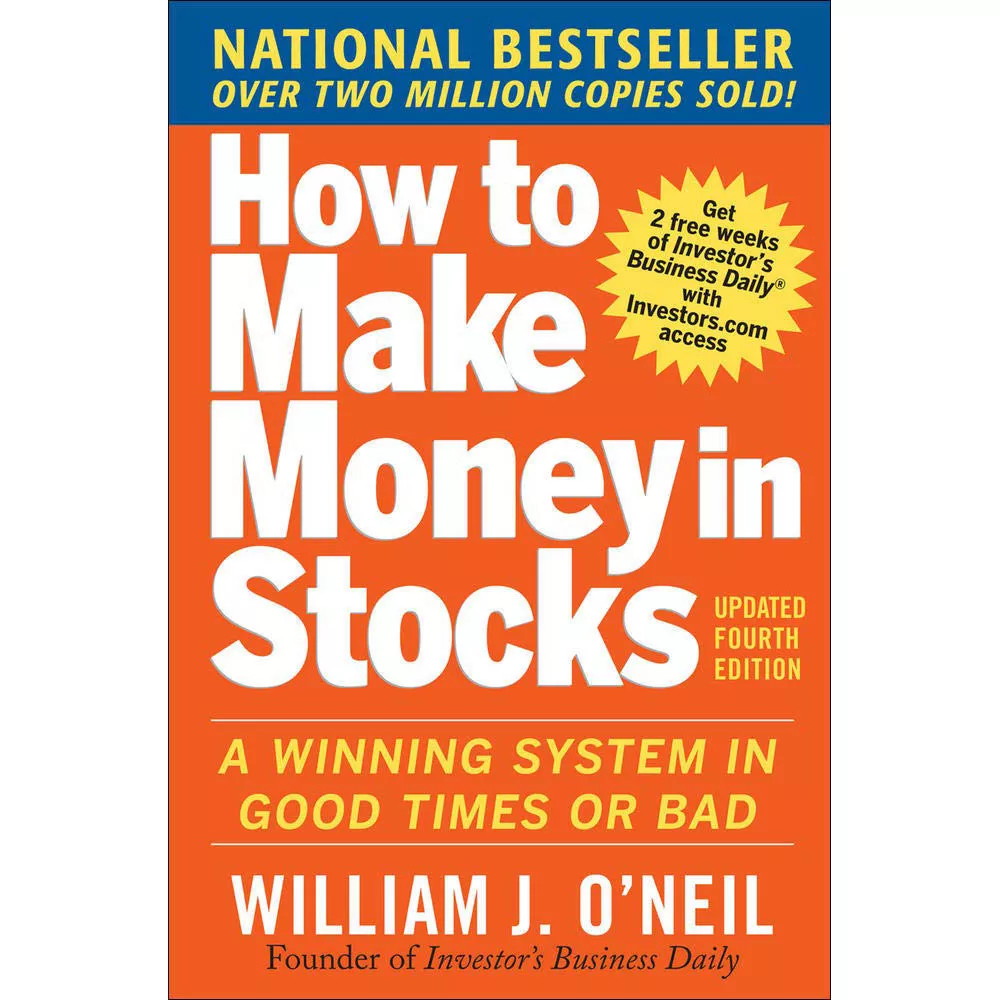 NATIONAL BESTSELLER
OVER TWO MILLION COPIES SOLD!
How to
Make
Money in
Stocks
Get
2 free weeks
of Investor's
Business Daily®
with
Investors.com
access
UPDATED
FOURTH
EDITION
A WINNING SYSTEM IN
GOOD TIMES OR BAD
WILLIAM J. O'NEIL
Founder of Investor's Business Daily